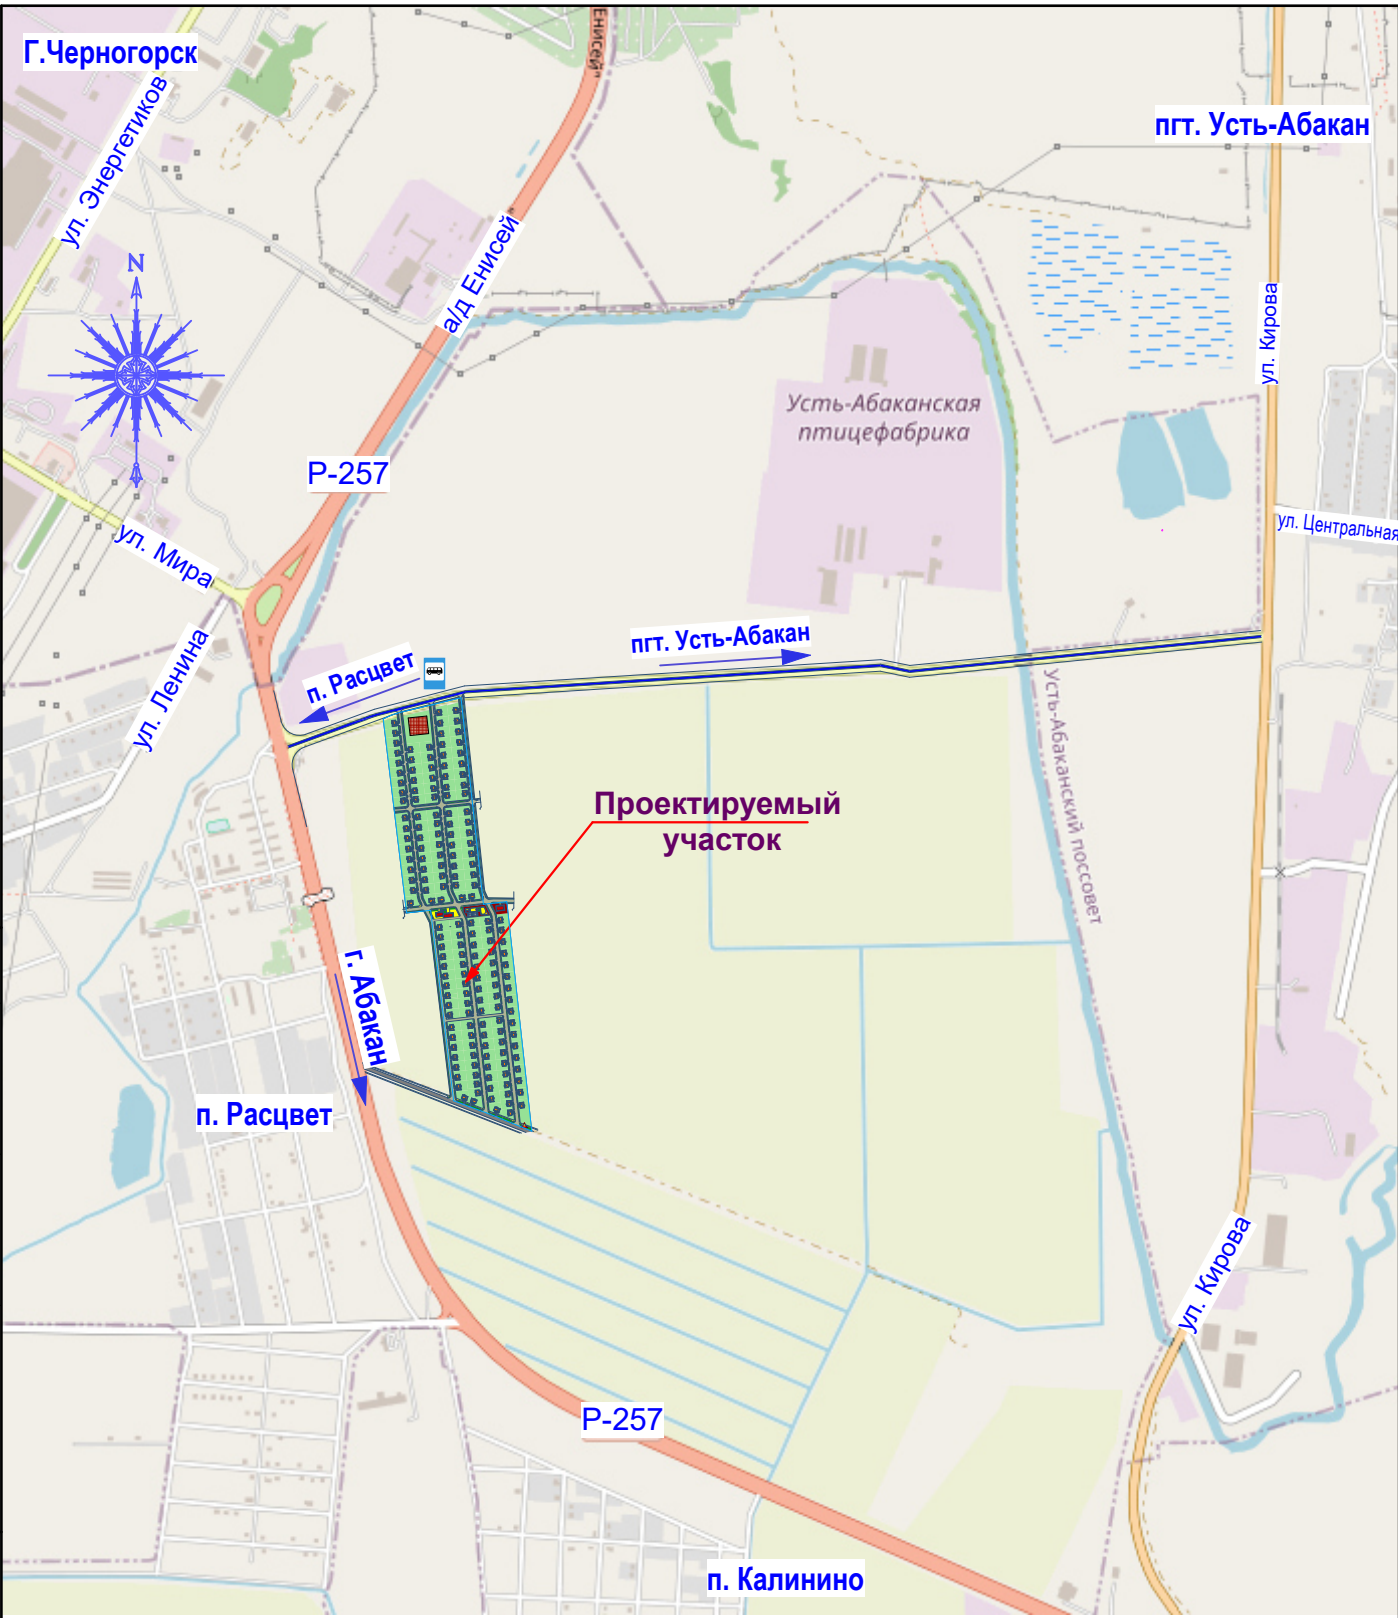 Енисей"
Г.Черногорск
ул. Энергетиков
пгт. Усть-Абакан
N
а/д Енисей
ул. Кирова
Усть-Абаканская
птицефабрика
Р-257
ул. Центральная
ул. Мира
ул. Ленина
п. Расцвет
пгт. Усть-Абакан
Усть-Абаканский поссовет
Проектируемый
участок
г. Абакан
п. Расцвет
ул. Кирова
Р-257
п. Калинино